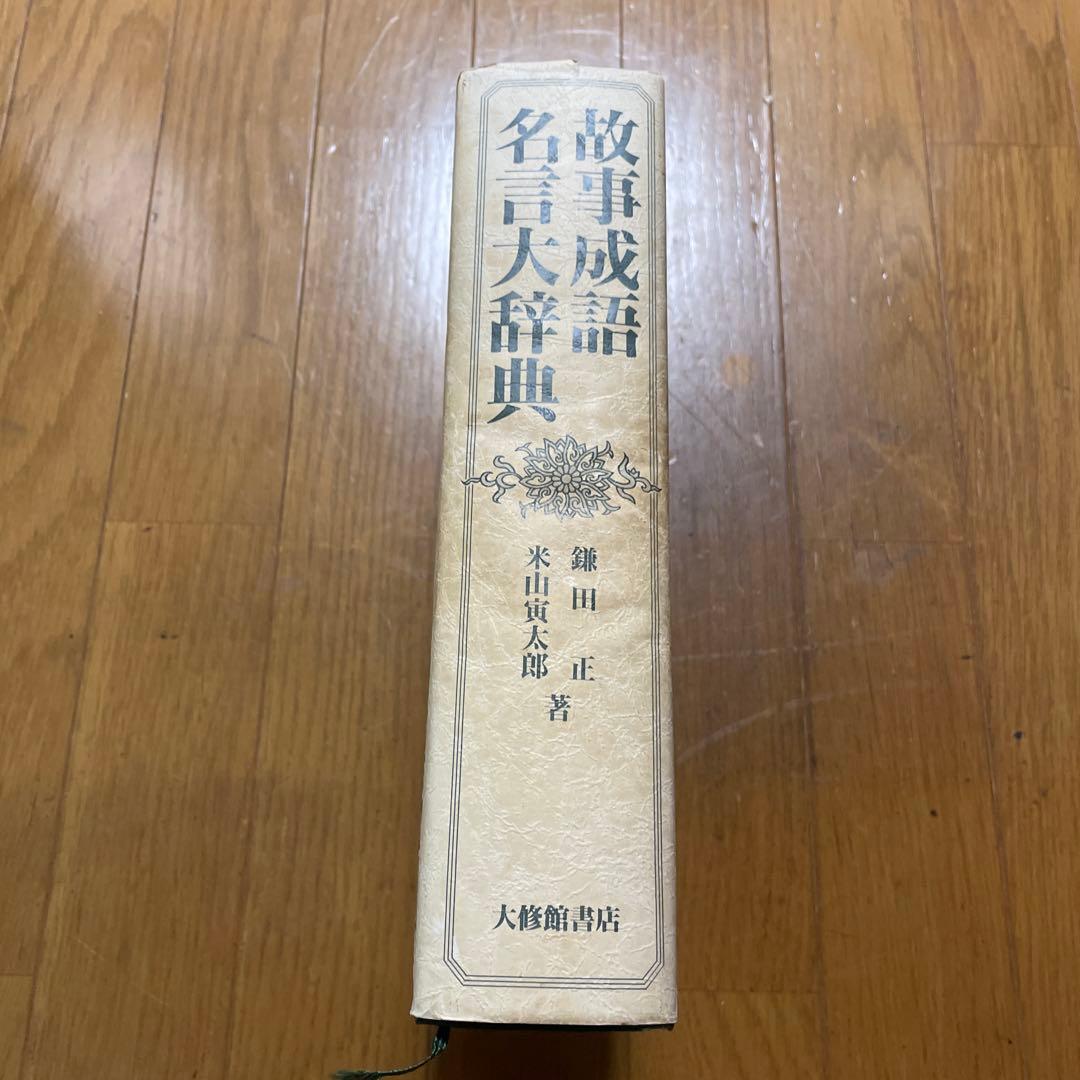 故事成語
名言大辞典
鎌田 正
米山寅太郎
著
大修館書店